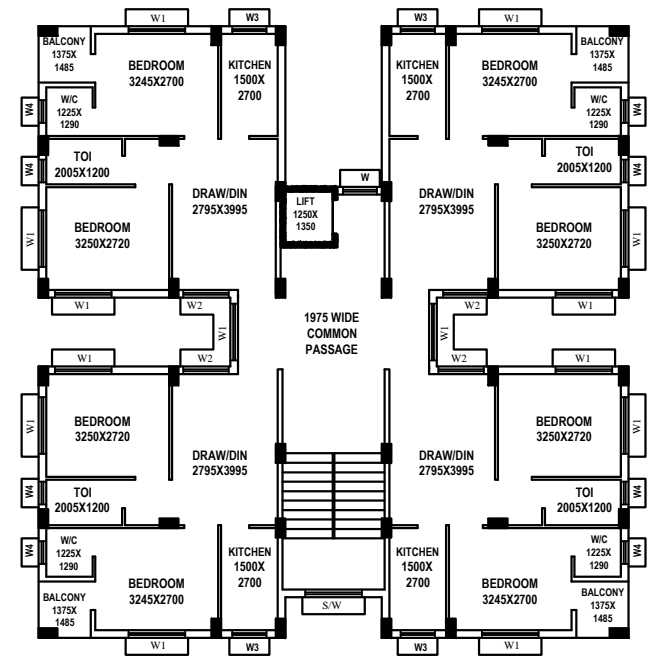 W1
W3
W3
W1
BALCONY
1375X
1485
BEDROOM
3245X2700
KITCHEN
1500X
2700
KITCHEN
1500X
2700
BEDROOM
3245X2700
BALCONY
1375X
1485
W4
W/C
1225X
1290
W/C
1225X
1290
W4
W4
TOI
2005X1200
TOI
2005X1200
W4
W
DRAW/DIN
2795X3995
LIFT
1250X
1350
DRAW/DIN
2795X3995
W1
BEDROOM
3250X2720
BEDROOM
3250X2720
W1
W1
W2
W1
W2
1975 WIDE
COMMON
PASSAGE
W2
W1
W2
W1
W1
W1
W1
BEDROOM
3250X2720
BEDROOM
3250X2720
W1
DRAW/DIN
2795X3995
DRAW/DIN
2795X3995
W4
TOI
2005X1200
TOI
2005X1200
W4
W4
W/C
1225X
1290
W/C
1225X
1290
W4
BALCONY
1375X
1485
BEDROOM
3245X2700
KITCHEN
1500X
2700
KITCHEN
1500X
2700
BEDROOM
3245X2700
BALCONY
1375X
1485
S/W
W1
W3
W3
W1